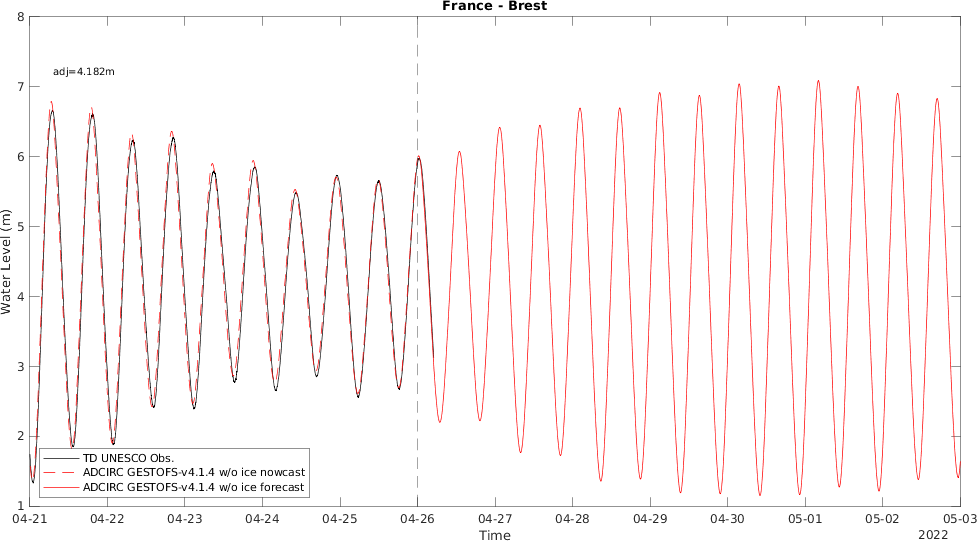 France - Brest
8
7
6
5
4
3
2
1
Water Level (m)
adj=4.182m
TD UNESCO Obs.
ADCIRC GESTOFS-v4.1.4 w/o ice nowcast
ADCIRC GESTOFS-v4.1.4 w/o ice forecast
04-21 04-22 04-23 04-24 04-25 04-26 04-27 04-28 04-29 04-30 05-01 05-02 05-03
Time
2022